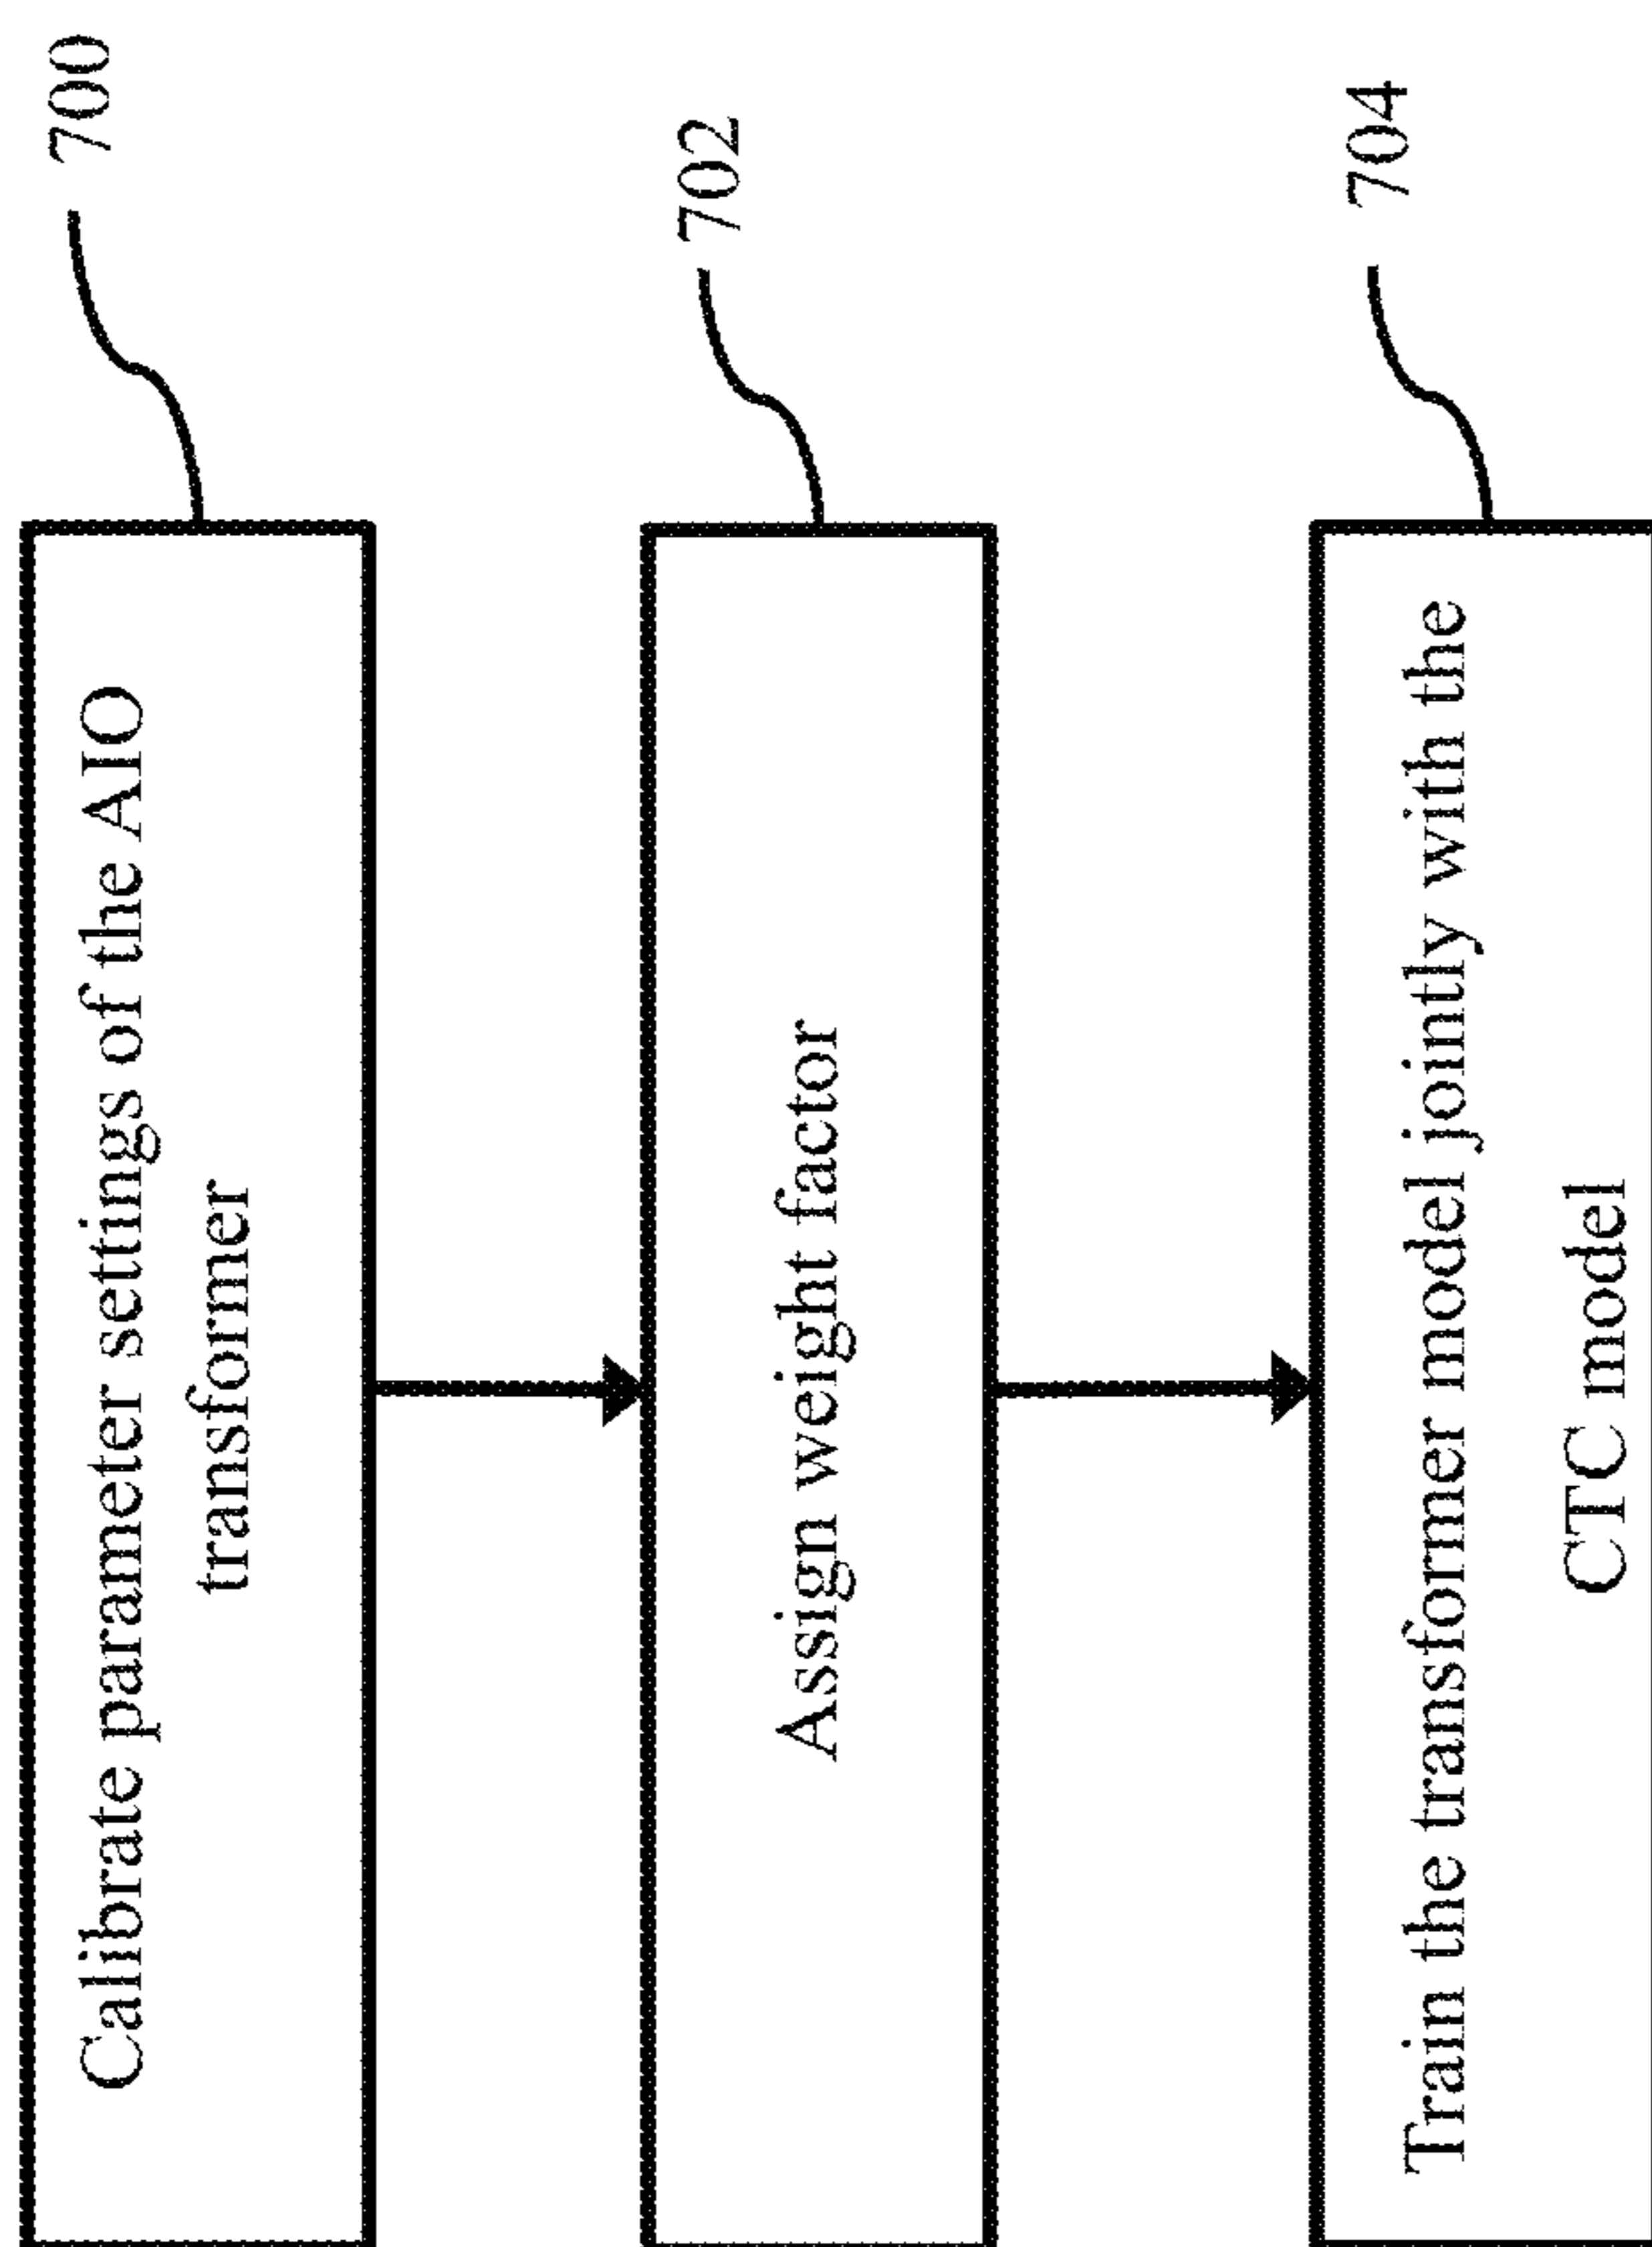 Calibrate parameter settings of the AIO
transformer
700
Assign weight factor
702
Train the transformer model jointly with the
CTC model
704